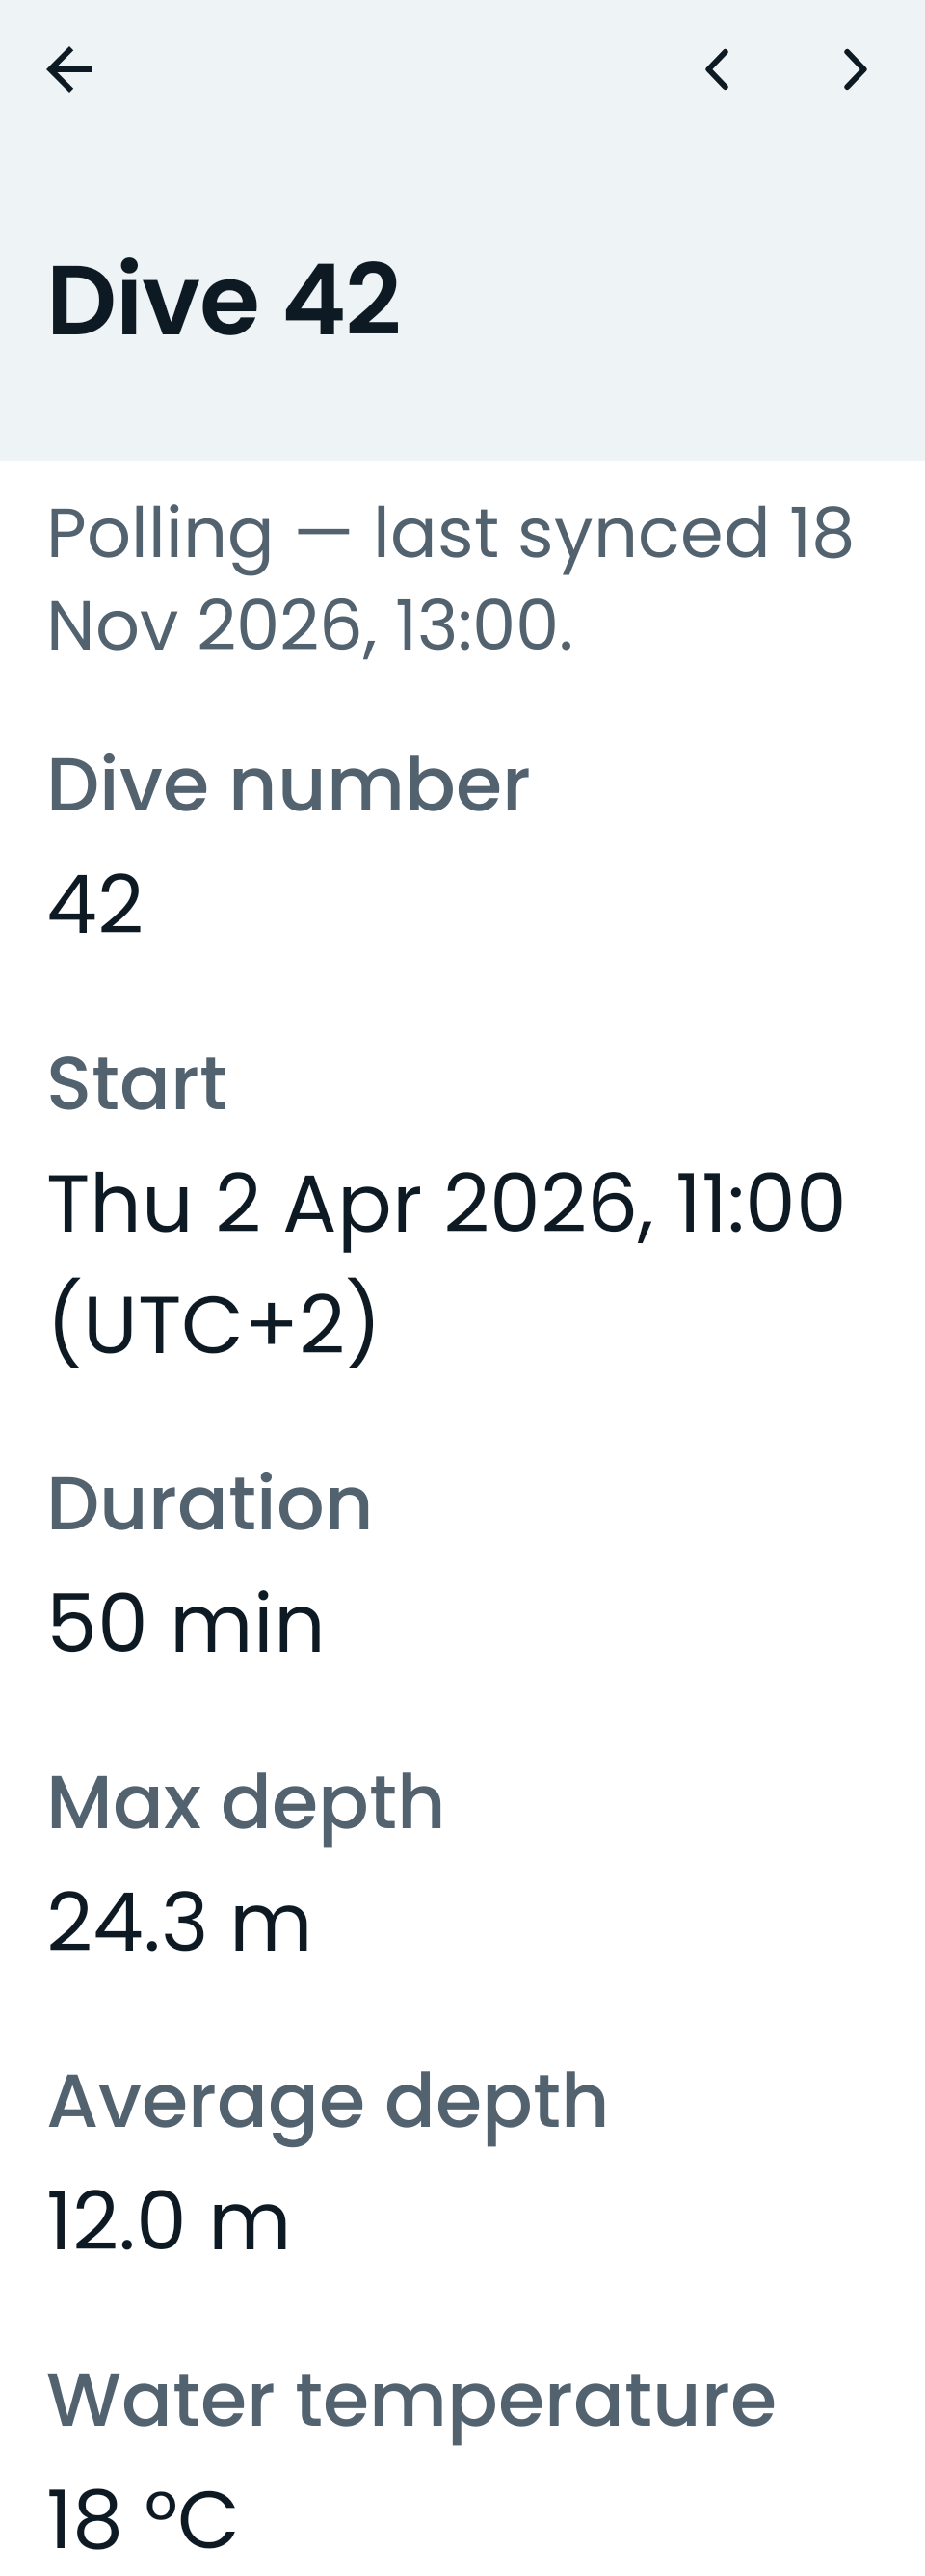 Dive 42
Polling — last synced 18
Nov 2026, 13:00.
Dive number
42
Start
Thu 2 Apr 2026, 11:00
(UTC+2)
Duration
50 min
Max depth
24.3 m
Average depth
12.0 m
Water temperature
18 °C